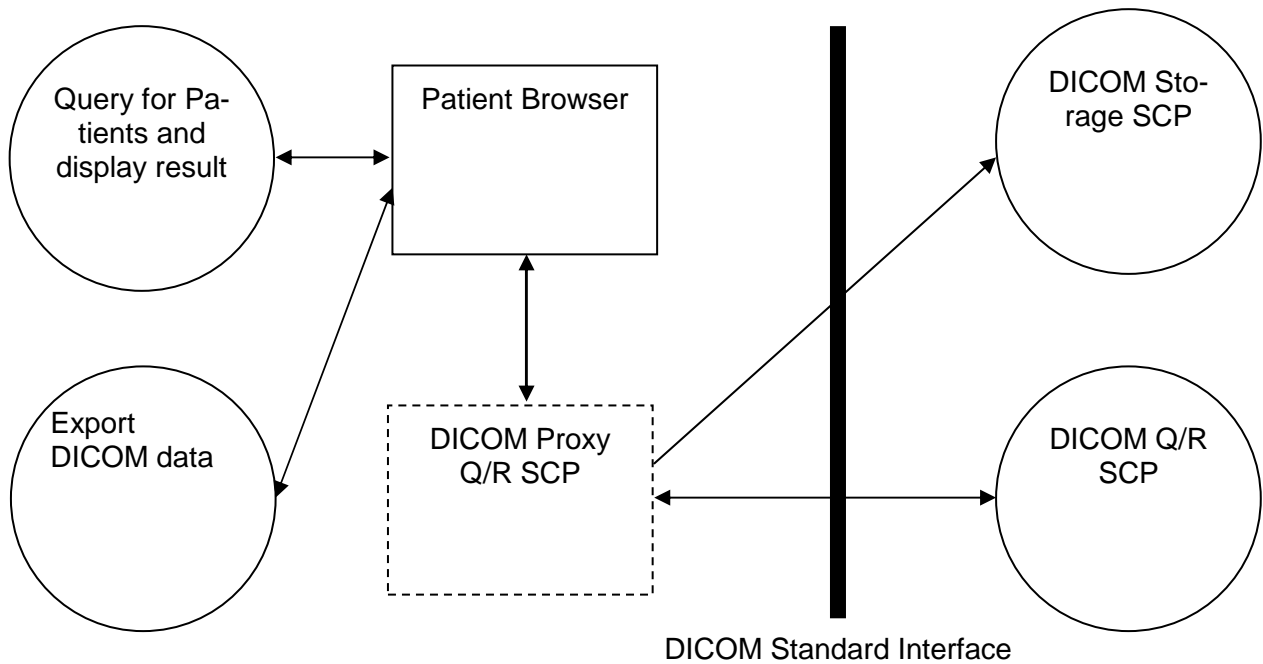 Query for Pa-
tients and
display result
Patient Browser
DICOM Sto-
rage SCP
Export
DICOM data
DICOM Proxy
Q/R SCP
DICOM Q/R
SCP
DICOM Standard Interface